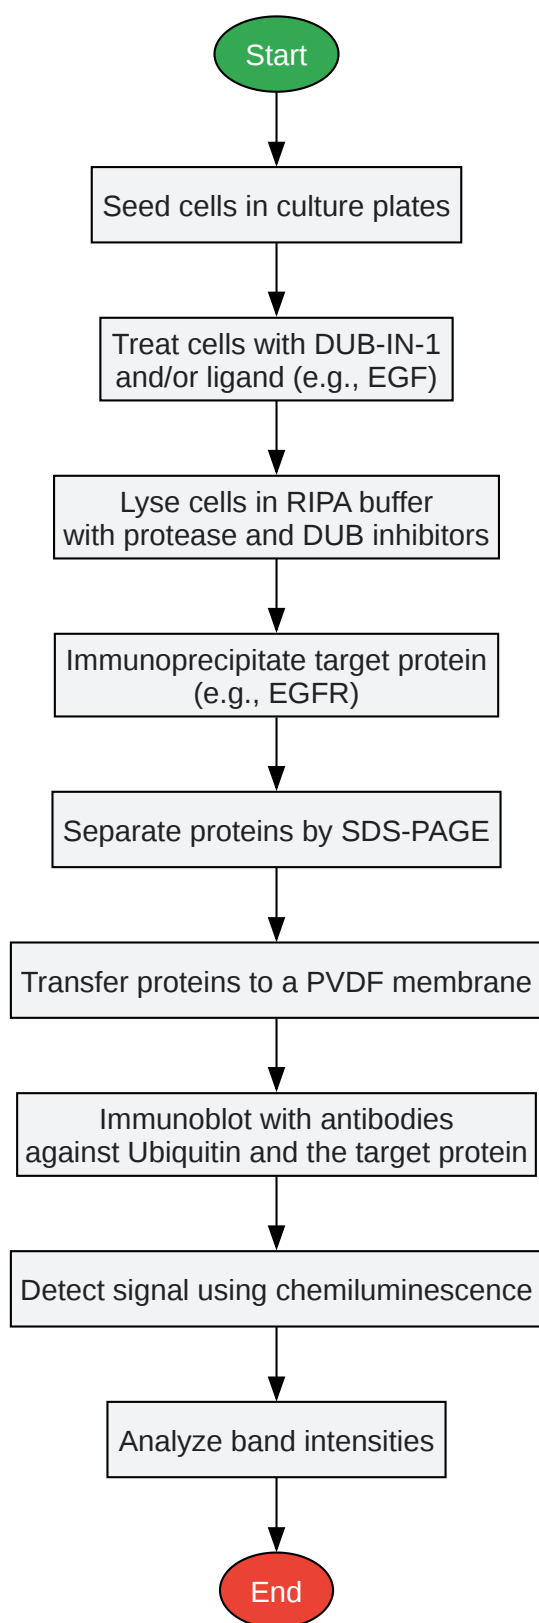 Start
Seed cells in culture plates
Treat cells with DUB-IN-1
and/or ligand (e.g., EGF)
Lyse cells in RIPA buffer
with protease and DUB inhibitors
Immunoprecipitate target protein
(e.g., EGFR)
Separate proteins by SDS-PAGE
Transfer proteins to a PVDF membrane
Immunoblot with antibodies
against Ubiquitin and the target protein
Detect signal using chemiluminescence
Analyze band intensities
End